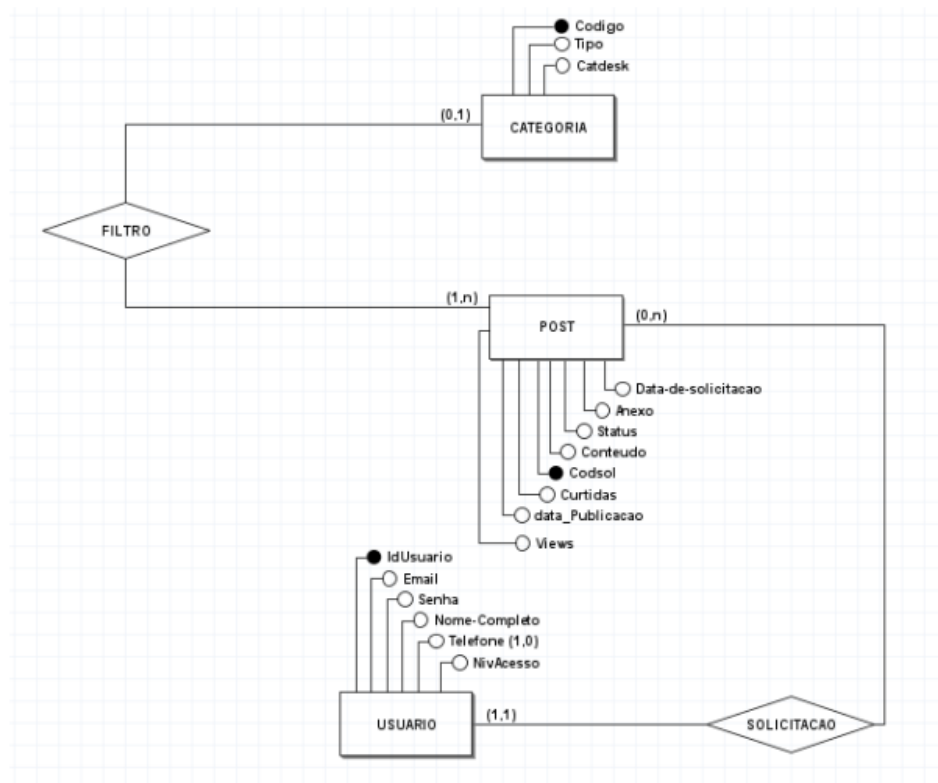 Codigo
Tipo
Catdesk
(0,1)
CATEGORIA
FILTRO
(1,n)
POST
(0,n)
Data-de-solicitacao
Anexo
Status
Conteudo
Codsol
Curtidas
data_Publicacao
Views
IdUsuario
Email
Senha
Nome-Completo
Telefone (1,0)
NivAcesso
USUARIO
(1,1)
SOLICITACAO